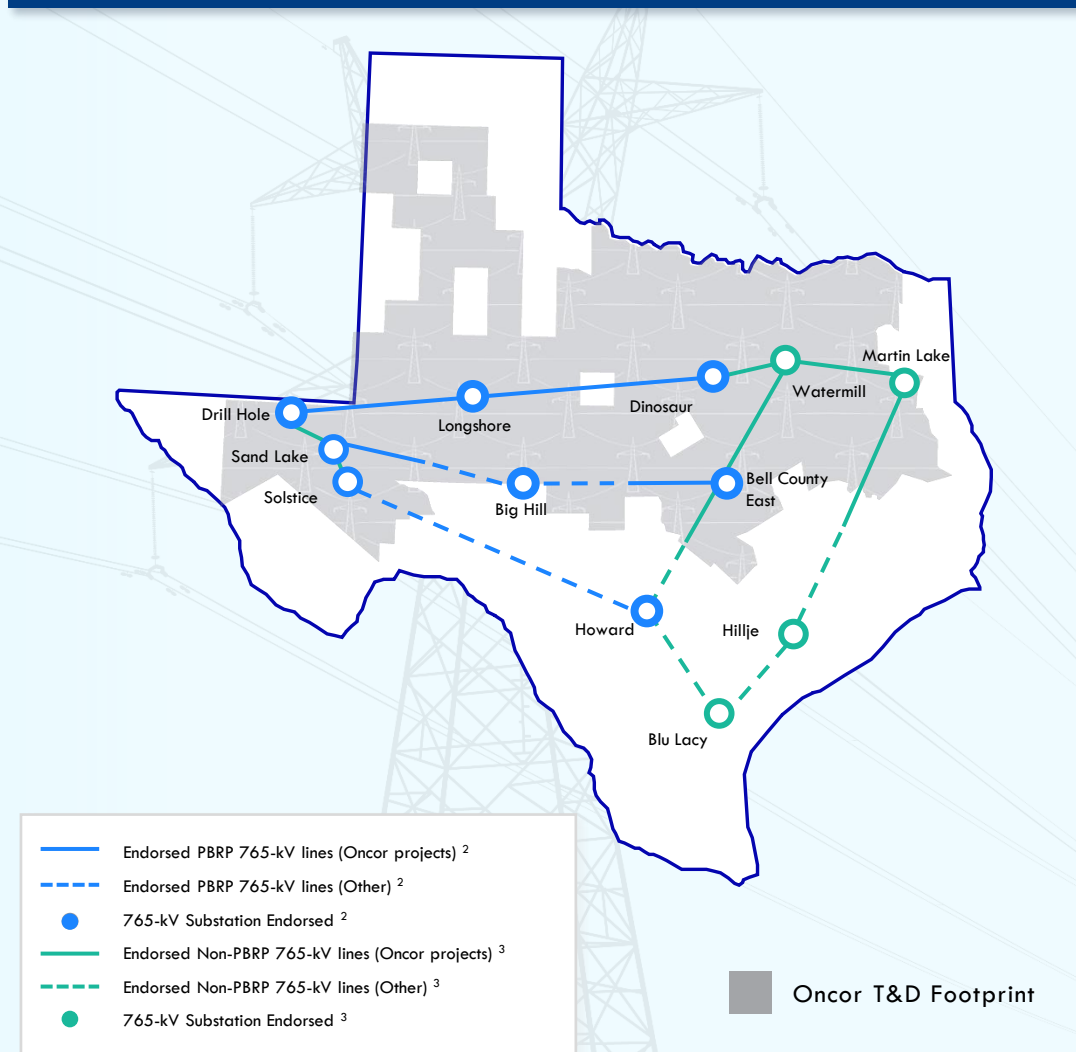 Martin Lake
Watermill
Dinosaur
Drill Hole
Longshore
Sand Lake
Solstice
Big Hill
Bell County
East
Howard
Hillje
Blu Lacy
Endorsed PBRP 765-kV lines (Oncor projects) 2
Endorsed PBRP 765-kV lines (Other) 2
765-kV Substation Endorsed 2
Endorsed Non-PBRP 765-kV lines (Oncor projects) 3
Endorsed Non-PBRP 765-kV lines (Other) 3
765-kV Substation Endorsed 3
Oncor T&D Footprint